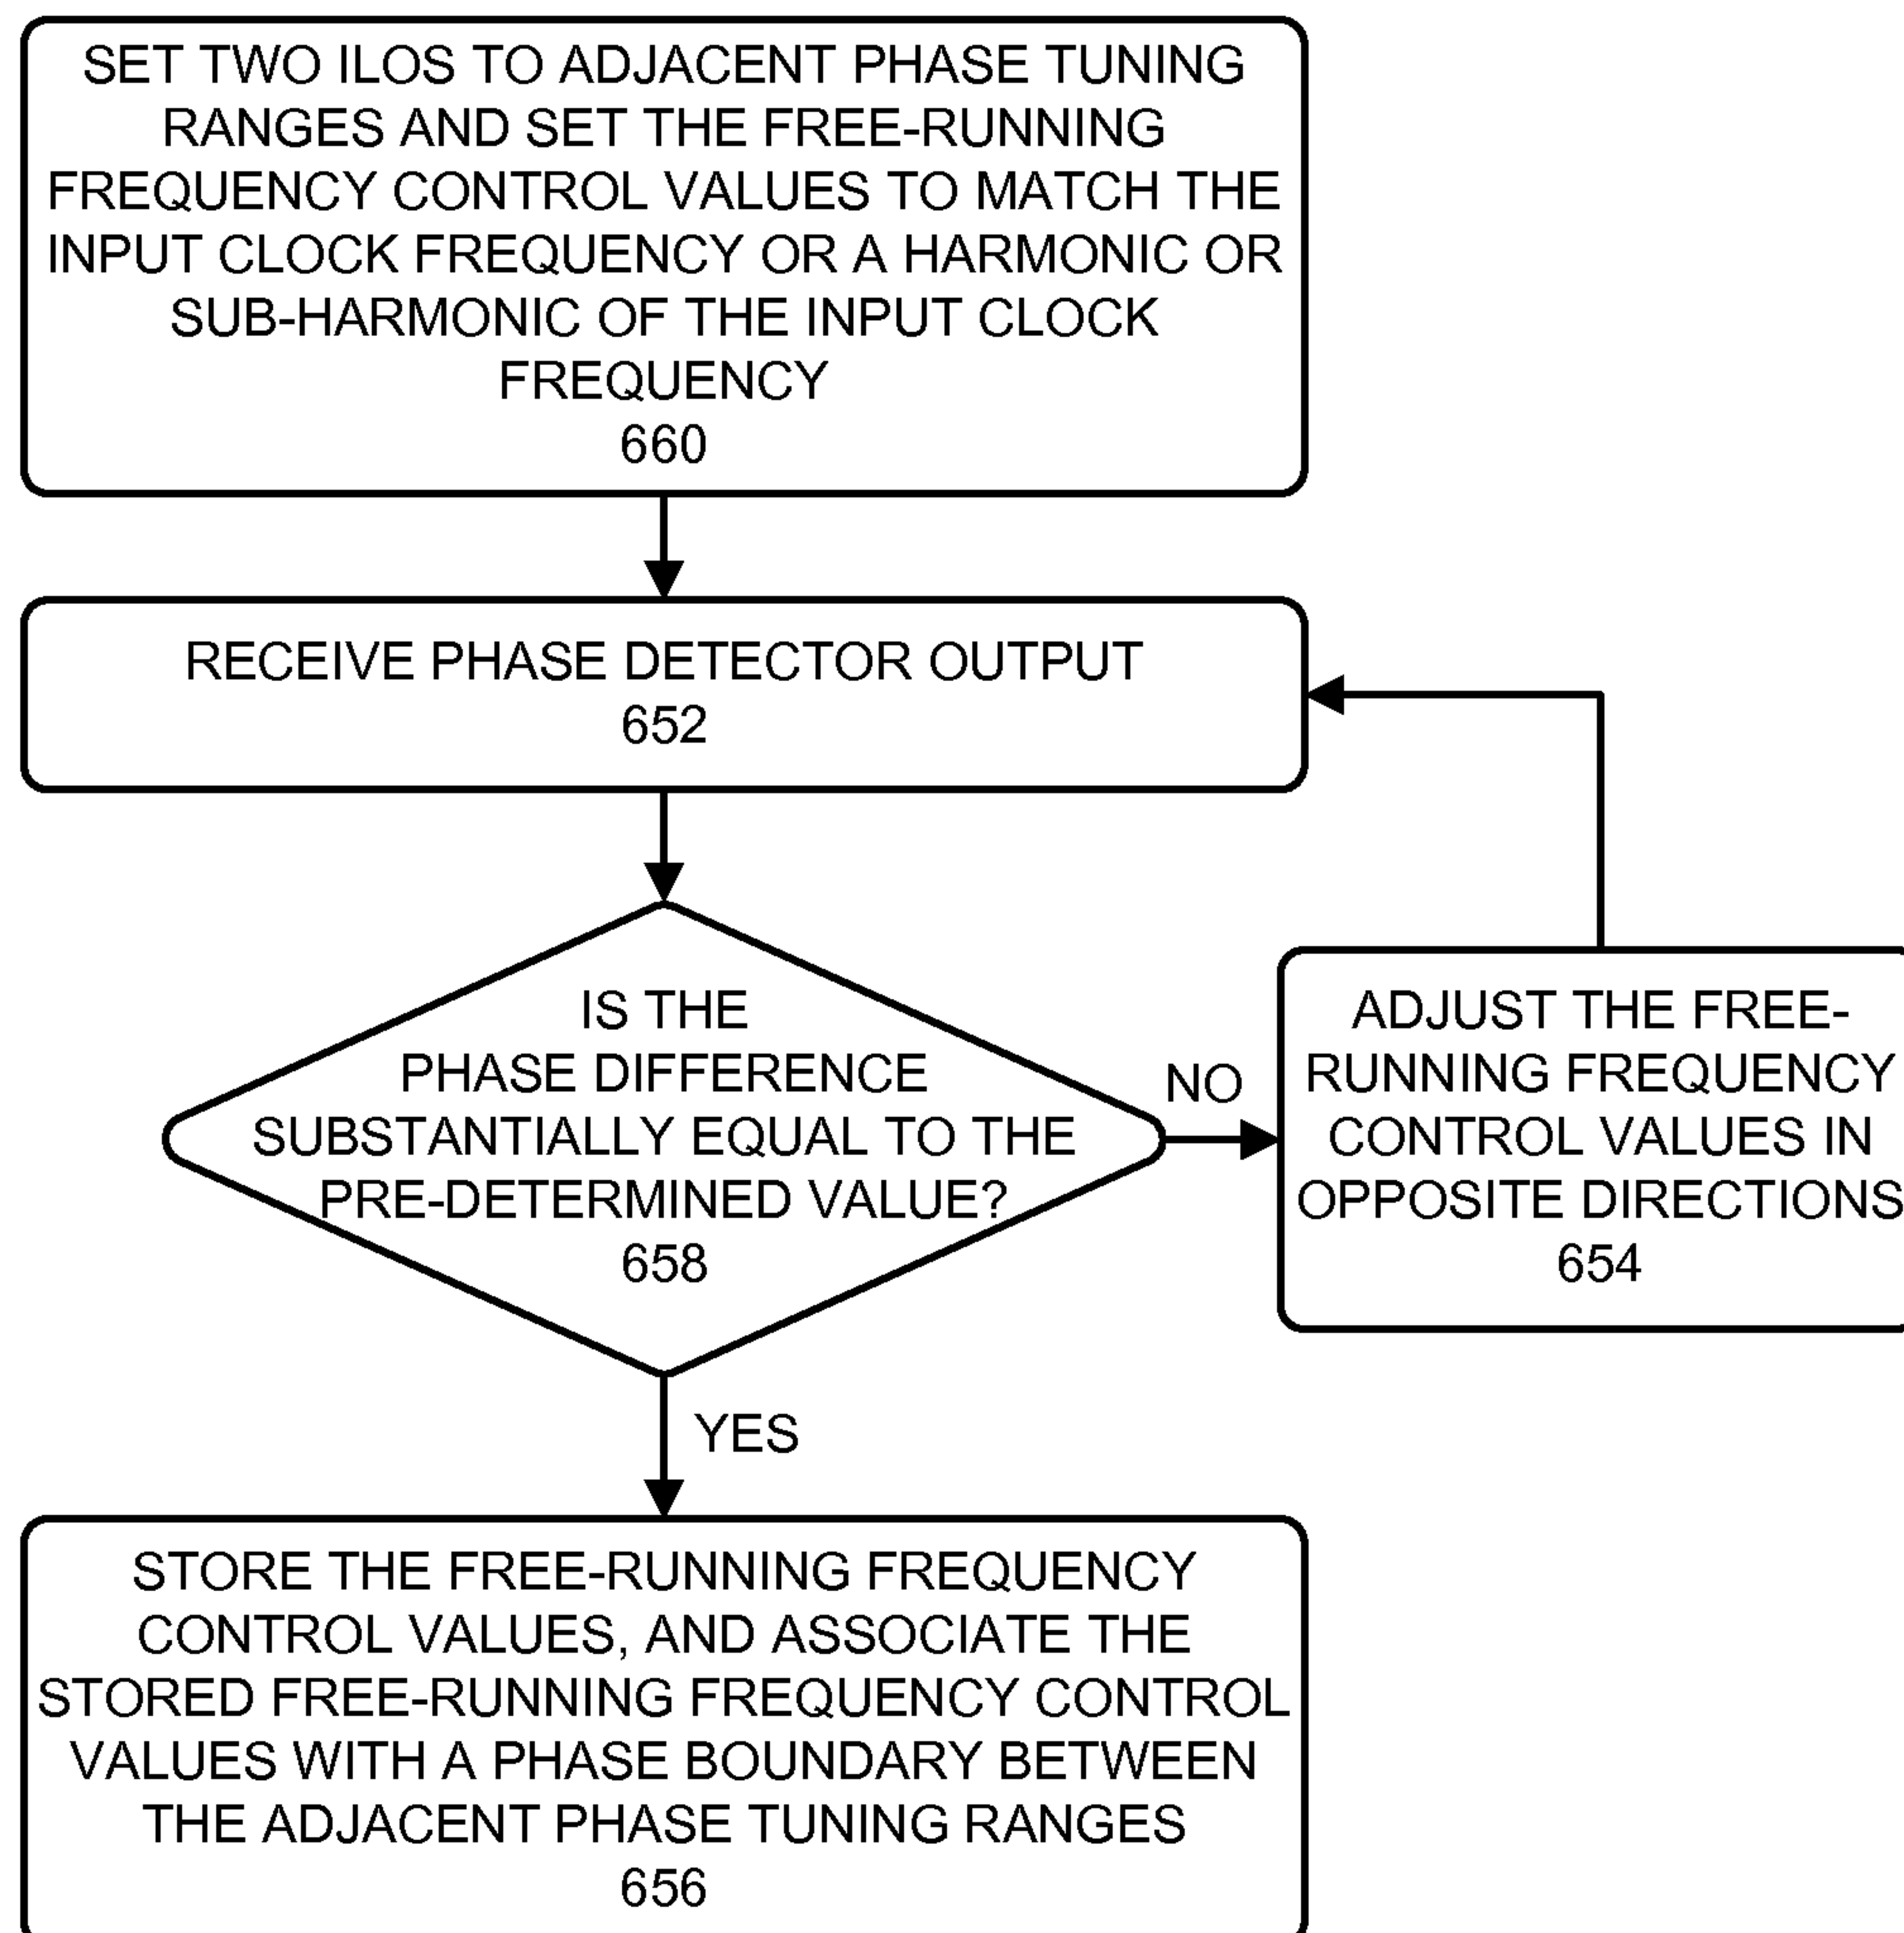 SET TWO ILOS TO ADJACENT PHASE TUNING
RANGES AND SET THE FREE-RUNNING
FREQUENCY CONTROL VALUES TO MATCH THE
INPUT CLOCK FREQUENCY OR A HARMONIC OR
SUB-HARMONIC OF THE INPUT CLOCK
FREQUENCY
660
RECEIVE PHASE DETECTOR OUTPUT
652
IS THE
PHASE DIFFERENCE
SUBSTANTIALLY EQUAL TO THE
PRE-DETERMINED VALUE?
658
NO
ADJUST THE FREE-
RUNNING FREQUENCY
CONTROL VALUES IN
OPPOSITE DIRECTIONS
654
YES
STORE THE FREE-RUNNING FREQUENCY
CONTROL VALUES, AND ASSOCIATE THE
STORED FREE-RUNNING FREQUENCY CONTROL
VALUES WITH A PHASE BOUNDARY BETWEEN
THE ADJACENT PHASE TUNING RANGES
656